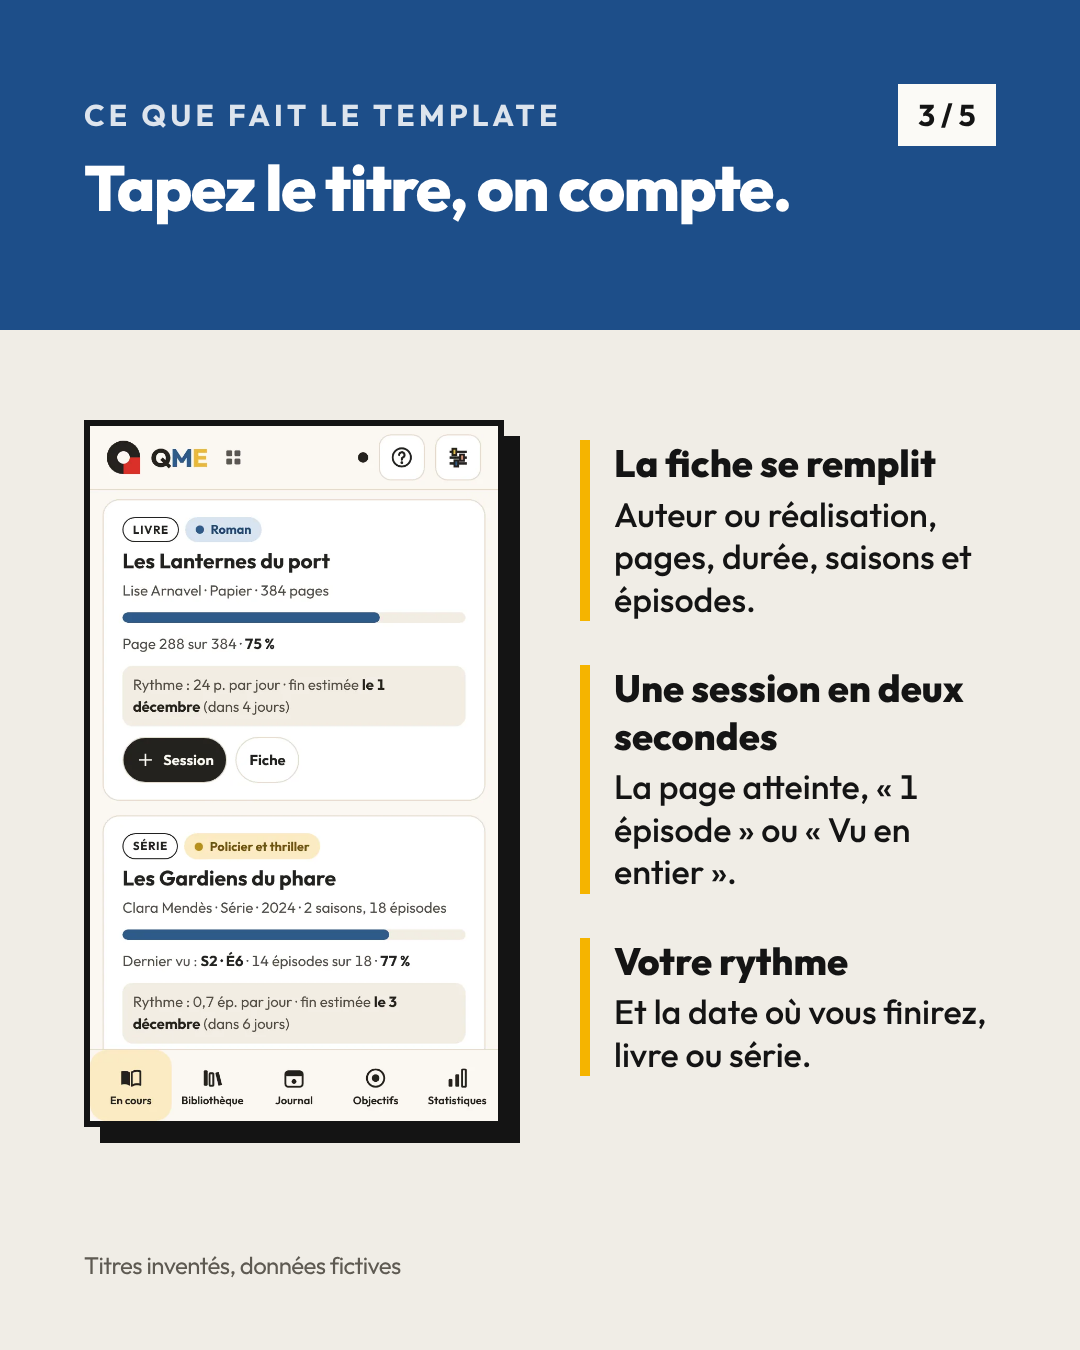 CE QUE FAIT LE TEMPLATE
3 / 5
Tapez le titre, on compte.
QME
LIVRE
Roman
Les Lanternes du port
Lise Arnavel · Papier · 384 pages
Page 288 sur 384 · 75 %
Rythme : 24 p. par jour · fin estimée le 1
décembre (dans 4 jours)
Session
Fiche
SÉRIE
Policier et thriller
Les Gardiens du phare
Clara Mendès · Série · 2024 · 2 saisons, 18 épisodes
Dernier vu : S2 · É6 · 14 épisodes sur 18 · 77 %
Rythme : 0,7 ép. par jour · fin estimée le 3
décembre (dans 6 jours)
En cours
Bibliothèque
Journal
Objectifs
Statistiques
La fiche se remplit
Auteur ou réalisation,
pages, durée, saisons et
épisodes.
Une session en deux
secondes
La page atteinte, « 1
épisode » ou « Vu en
entier ».
Votre rythme
Et la date où vous finirez,
livre ou série.
Titres inventés, données fictives